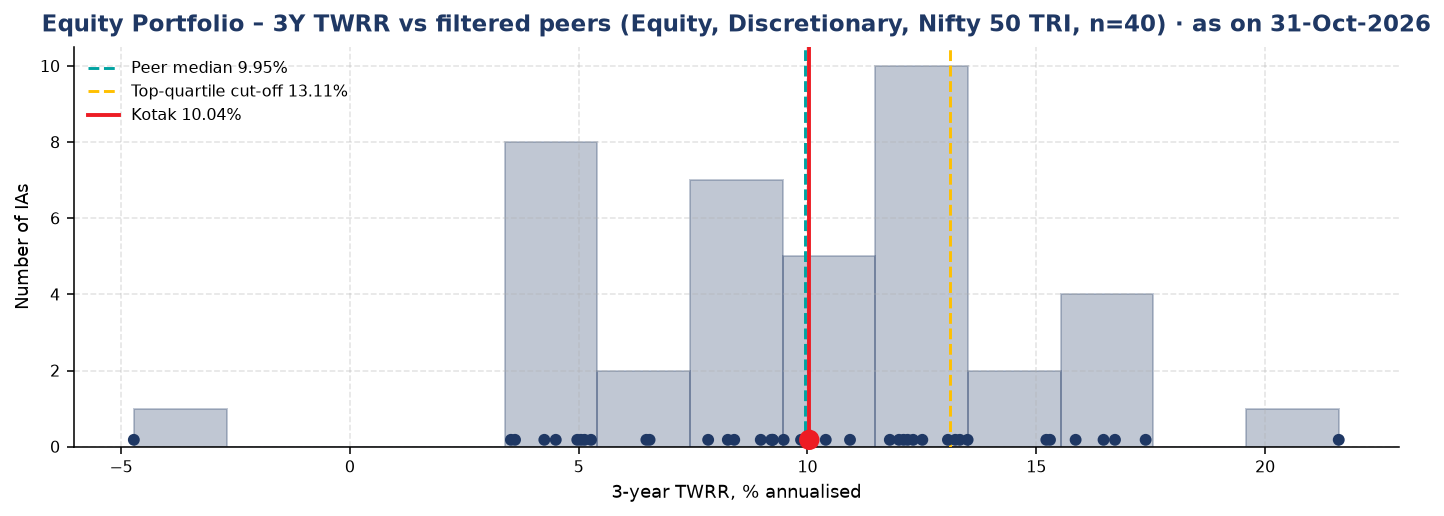 Equity Portfolio – 3Y TWRR vs filtered peers (Equity, Discretionary, Nifty 50 TRI, n=40) · as on 31-Oct-2026
Peer median 9.95%
Top-quartile cut-off 13.11%
Kotak 10.04%
Number of IAs
10
8
6
4
2
0
−5
0
5
10
15
20
3-year TWRR, % annualised